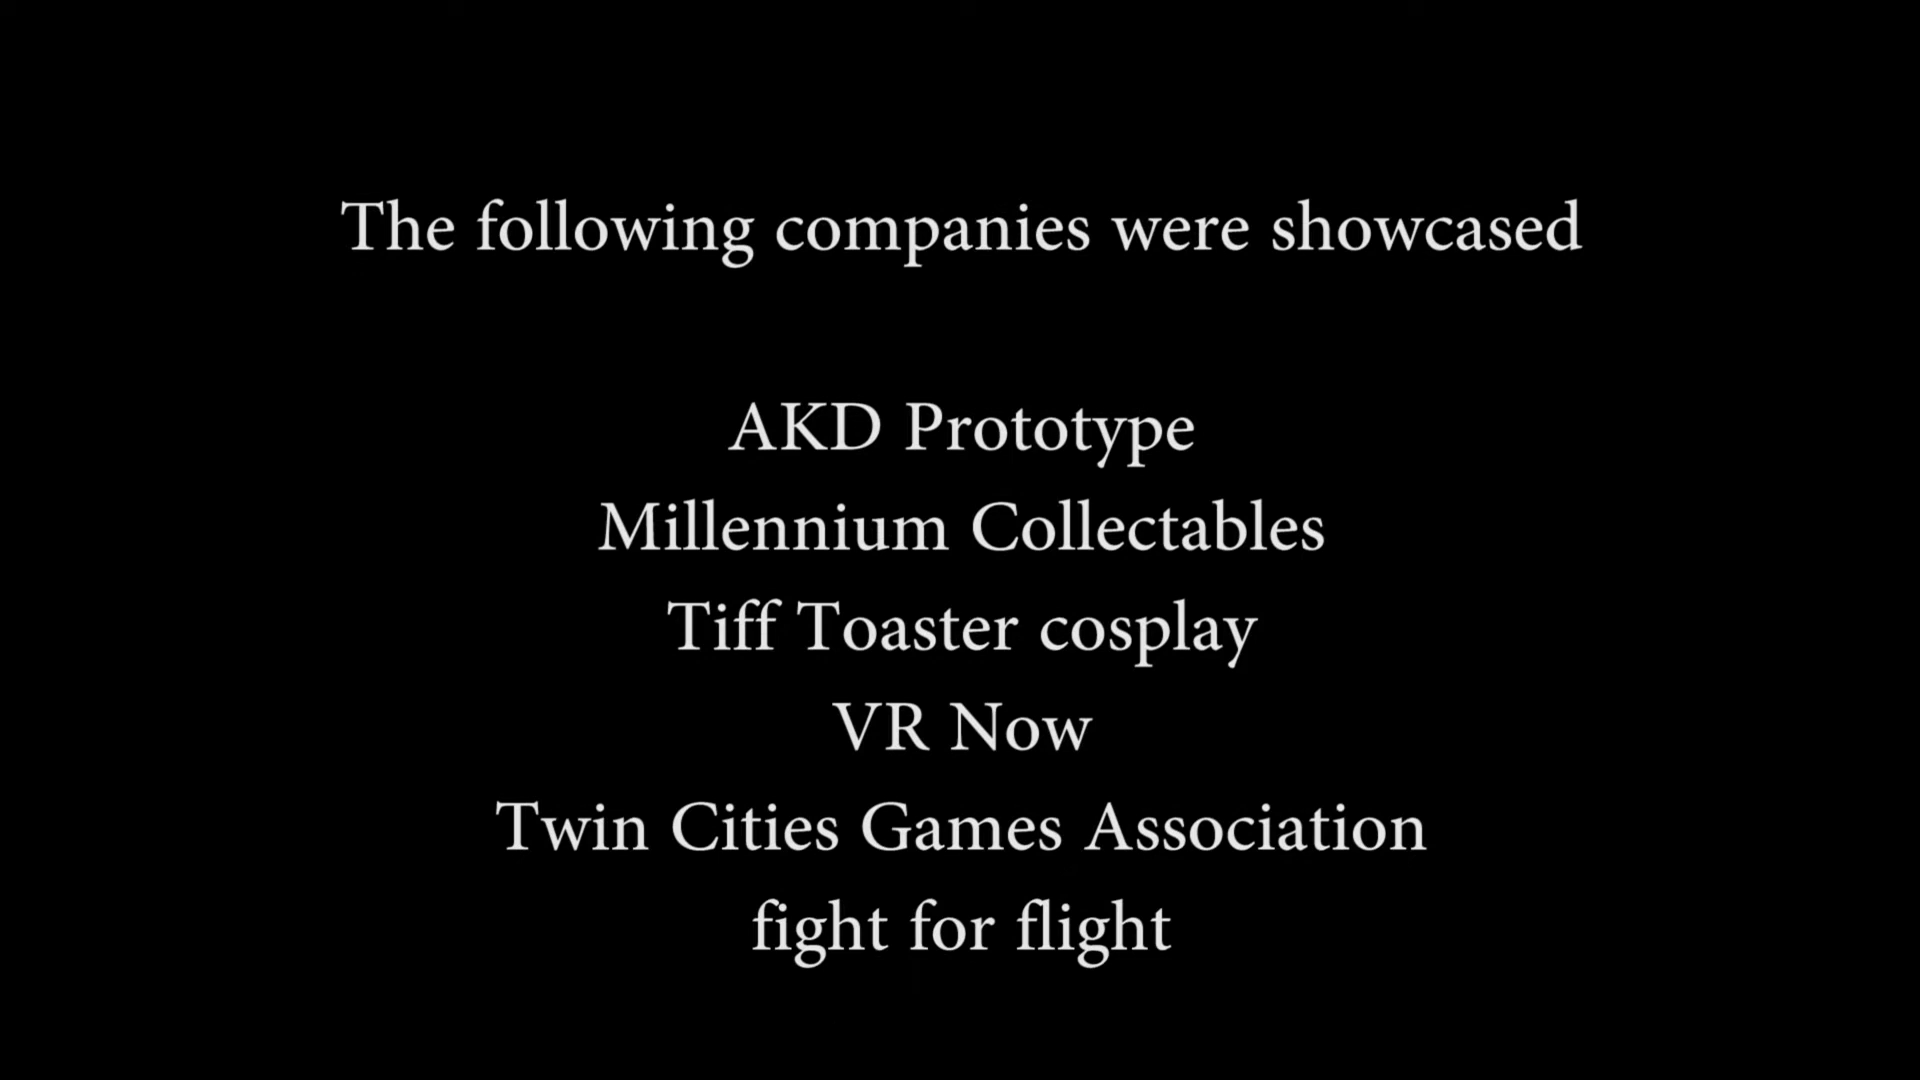 The following companies were showcased
AKD Prototype
Millennium Collectables
Tiff Toaster cosplay
VR Now
Twin Cities Games Association
fight for flight